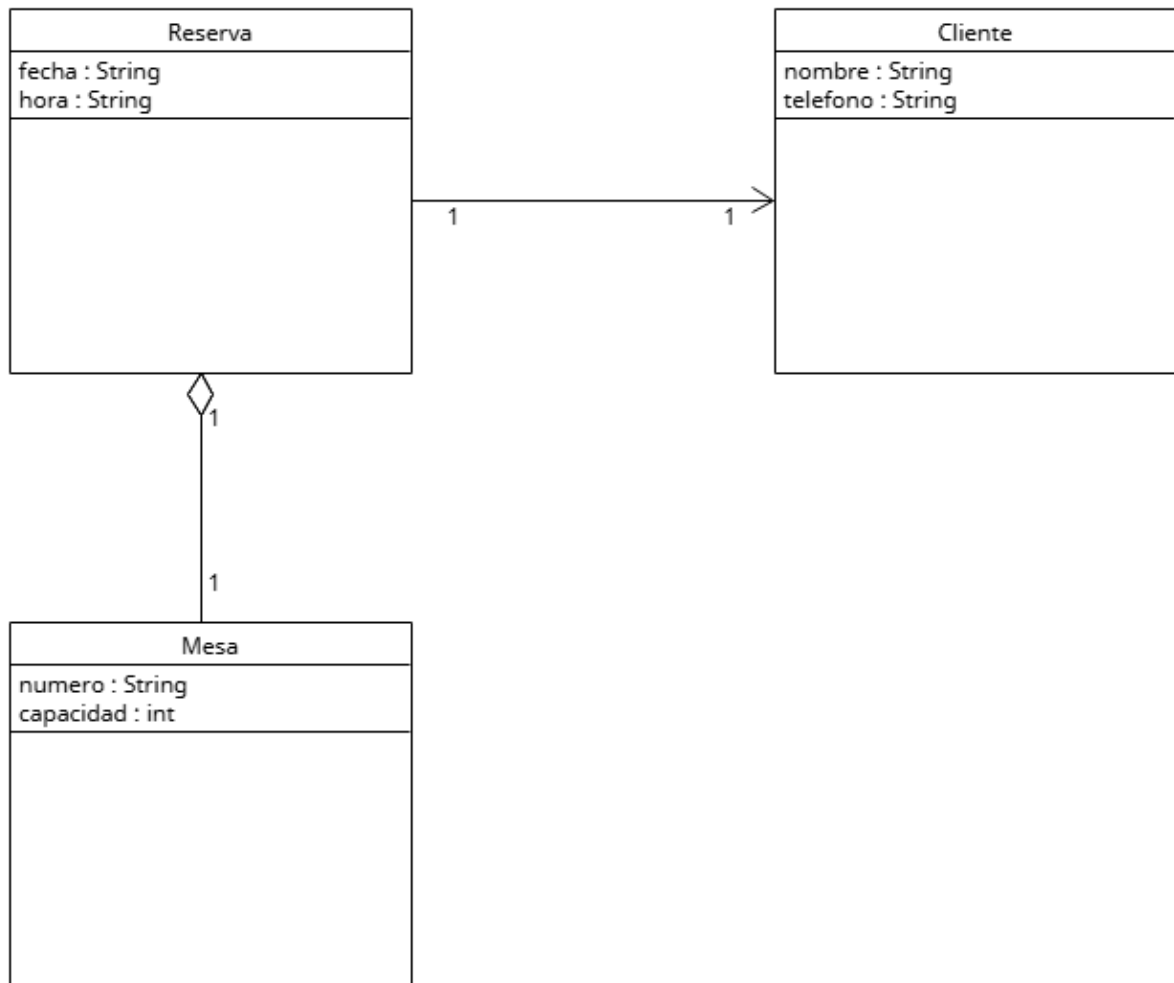 Reserva
fecha : String
hora : String
Cliente
nombre : String
telefono : String
1
1
1
1
Mesa
numero : String
capacidad : int